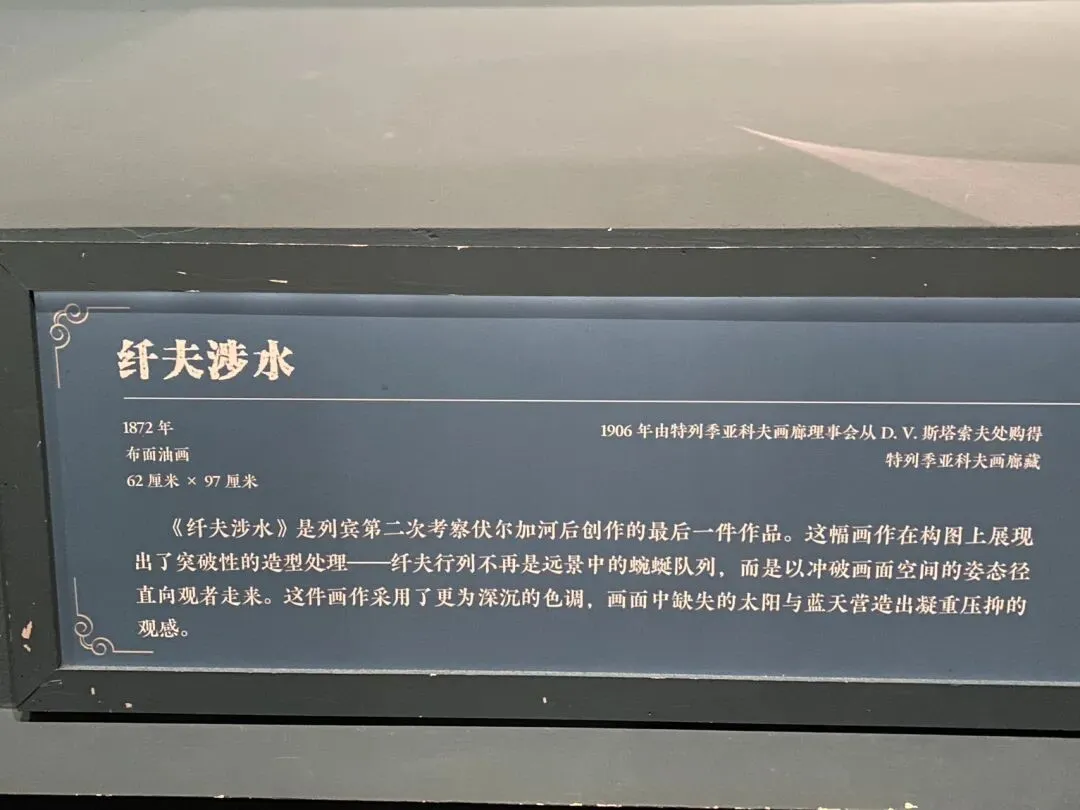 纤夫涉水
1872 年
1906 年由特列季亚科夫画廊理事会从 D. V. 斯塔索夫处购得
布面油画
特列季亚科夫画廊藏
62 厘米 × 97 厘米
《纤夫涉水》是列宾第二次考察伏尔加河后创作的最后一件作品。这幅画作在构图上展现
出了突破性的造型处理——纤夫行列不再是远景中的蜿蜒队列，而是以冲破画面空间的姿态径
直向观者走来。这件画作采用了更为深沉的色调，画面中缺失的太阳与蓝天营造出凝重压抑的
观感。